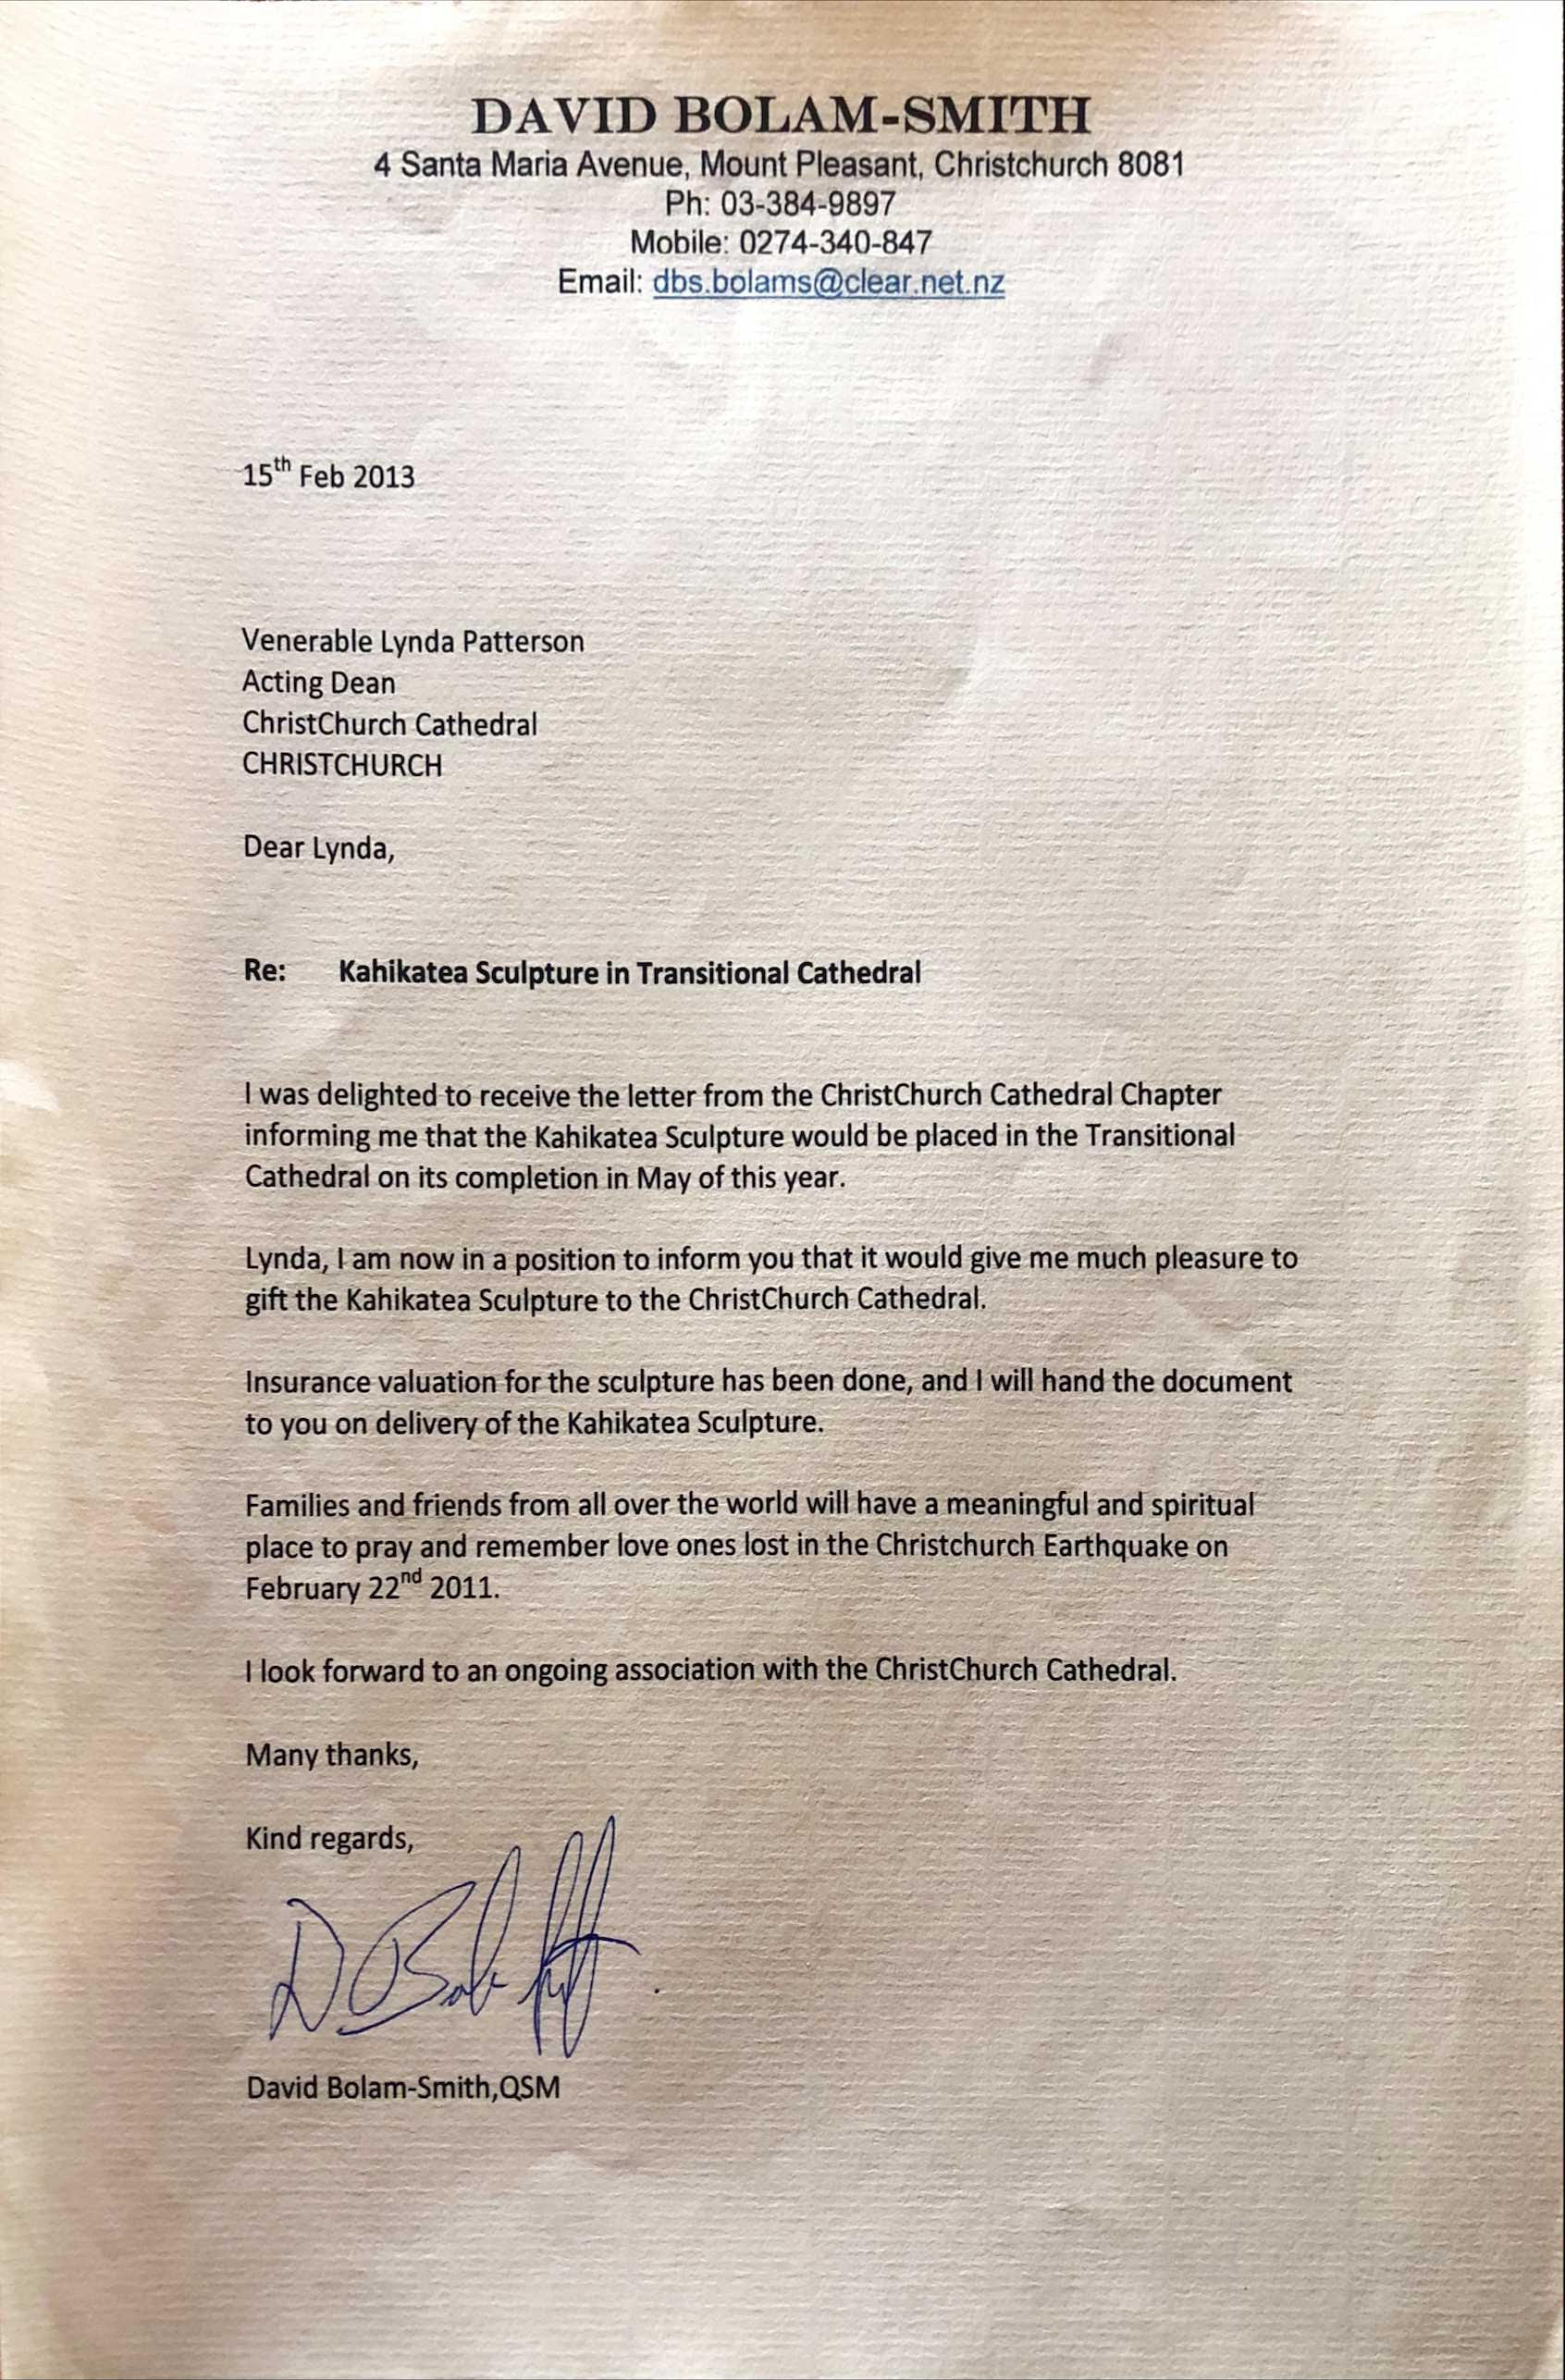 DAVID BOLAM-SMITH
4 Santa Maria Avenue, Mount Pleasant, Christchurch 8081
Ph: 03-384-9897
Mobile: 0274-340-847
Email: dbs.bolams@clear.net.nz
15th Feb 2013
Venerable Lynda Patterson
Acting Dean
ChristChurch Cathedral
CHRISTCHURCH
Dear Lynda,
Re: Kahikatea Sculpture in Transitional Cathedral
I was delighted to receive the letter from the ChristChurch Cathedral Chapter
informing me that the Kahikatea Sculpture would be placed in the Transitional
Cathedral on its completion in May of this year.
Lynda, I am now in a position to inform you that it would give me much pleasure to
gift the Kahikatea Sculpture to the ChristChurch Cathedral.
Insurance valuation for the sculpture has been done, and I will hand the document
to you on delivery of the Kahikatea Sculpture.
Families and friends from all over the world will have a meaningful and spiritual
place to pray and remember love ones lost in the Christchurch Earthquake on
February 22nd 2011.
I look forward to an ongoing association with the ChristChurch Cathedral.
Many thanks,
Kind regards,
David Bolam-Smith,QSM